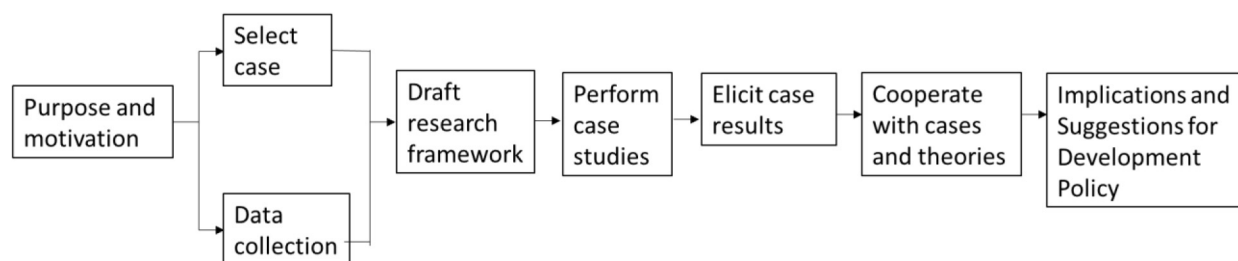 Purpose and
motivation
Select
case
Data
collection
Draft
research
framework
Perform
case
studies
Elicit case
results
Cooperate
with cases
and theories
Implications and
Suggestions for
Development
Policy